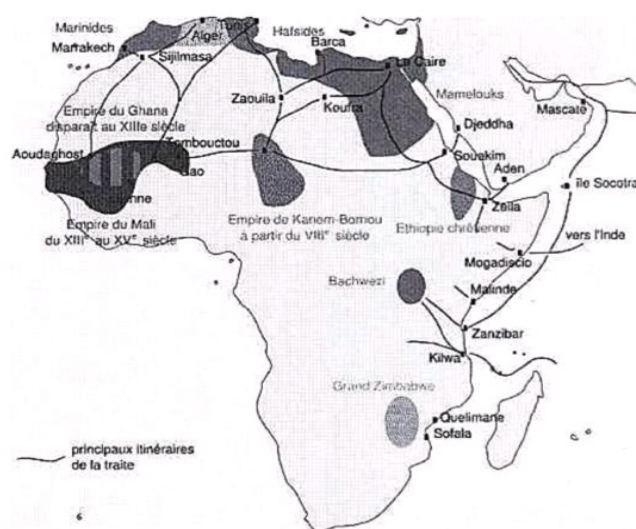 Marinides
Marrakech
Alger
Tunis
Hafsides
Barca
Le Caire
Sijilmasa
Zaouila
Koufra
Mamelouks
Mascate
Djeddha
Empire du Ghana
disparaît au XIIIe siècle
Aoudaghost
Tombouctou
Gao
Souakim
Aden
île Socotra
Zeila
Empire du Mali
du XIIIe au XVe siècle
Empire de Kanem-Bornou
à partir du VIIIe siècle
Ethiopie chrétienne
vers l'Inde
Mogadiscio
Bachwezi
Malinde
Zanzibar
Kilwa
Grand Zimbabwe
Quelimane
Sofala
principaux itinéraires
de la traite
6